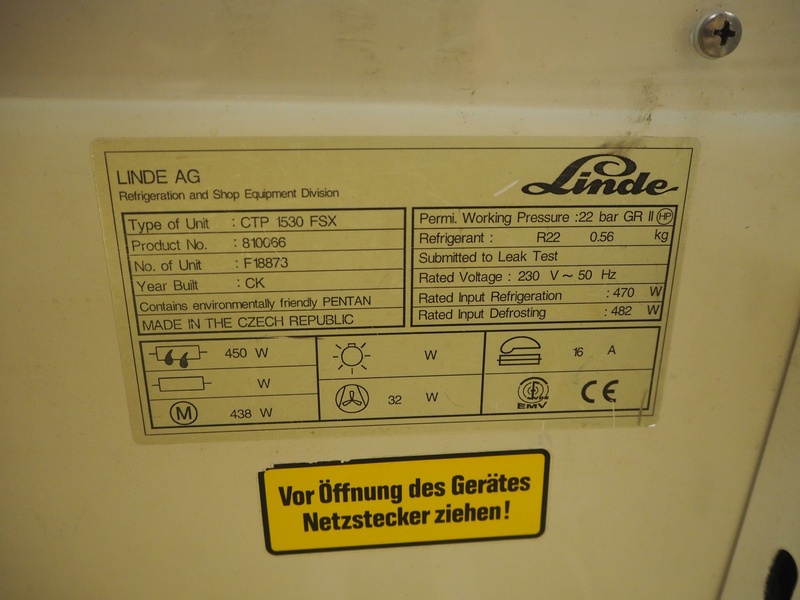 LINDE AG
Refrigeration and Shop Equipment Division
Linde
Type of Unit : CTP 1530 FSX
Product No. : 810066
No. of Unit : F18873
Year Built : CK
Contains environmentally friendly PENTAN
MADE IN THE CZECH REPUBLIC
Permi. Working Pressure : 22 bar GR II HP
Refrigerant : R22 0.56 kg
Submitted to Leak Test
Rated Voltage : 230 V ~ 50 Hz
Rated Input Refrigeration : 470 W
Rated Input Defrosting : 482 W
450 W
W
16 A
W
M 438 W
32 W
EMV
CE
Vor Öffnung des Gerätes
Netzstecker ziehen!